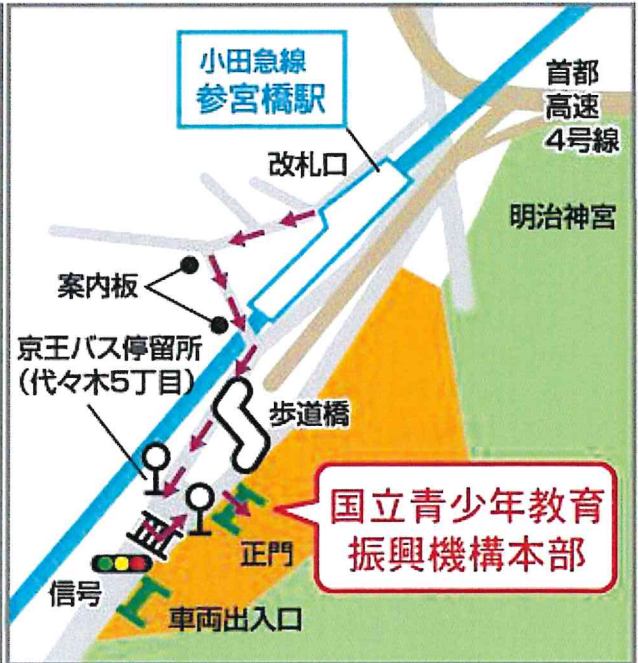 小田急線
参宮橋駅
首都
高速
4号線
改札口
明治神宮
案内板
京王バス停留所
(代々木5丁目)
歩道橋
国立青少年教育
振興機構本部
正門
信号
車両出入口